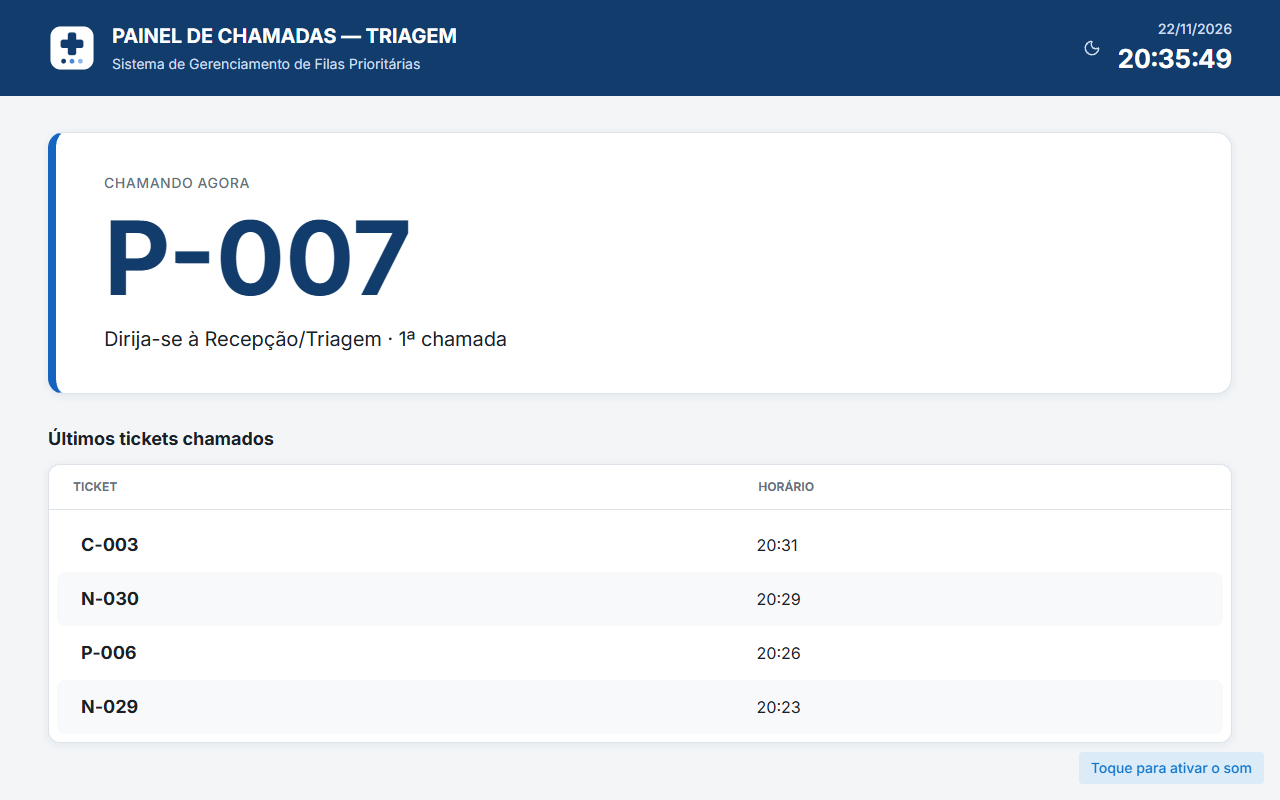 PAINEL DE CHAMADAS — TRIAGEM
Sistema de Gerenciamento de Filas Prioritárias
22/11/2026
20:35:49
CHAMANDO AGORA
P-007
Dirija-se à Recepção/Triagem · 1ª chamada
Últimos tickets chamados
TICKET HORÁRIO
C-003 20:31
N-030 20:29
P-006 20:26
N-029 20:23
Toque para ativar o som